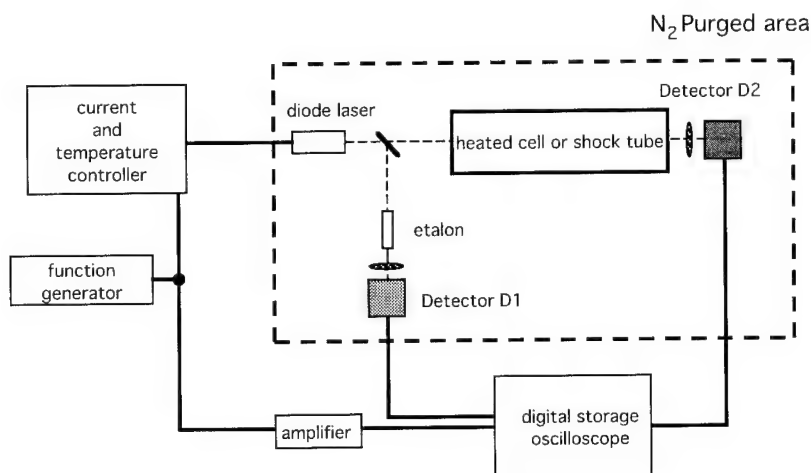 N2 Purged area
Detector D2
diode laser
current
and
temperature
controller
heated cell or shock tube
etalon
function
generator
Detector D1
amplifier
digital storage
oscilloscope